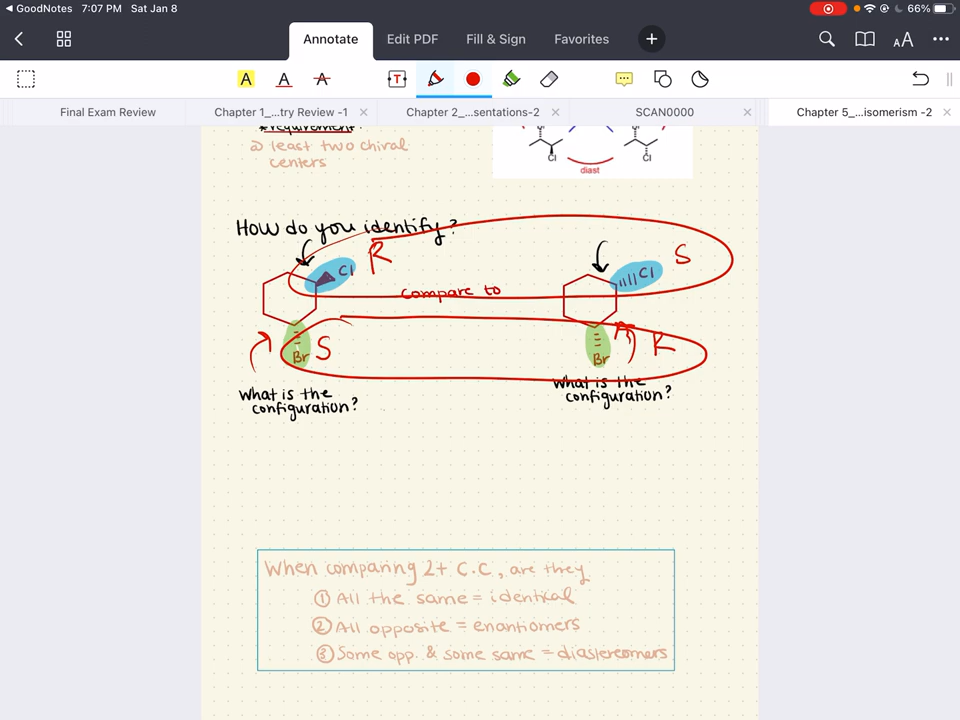 GoodNotes 7:07 PM Sat Jan 8 66%
Annotate Edit PDF Fill & Sign Favorites
Final Exam Review Chapter 1_...try Review -1 Chapter 2_...sentations-2 SCAN0000 Chapter 5_...isomerism -2
requirement:
least two chiral
centers
Cl Cl
diast
How do you identify?
Cl R
Cl S
compare to
Br S
Br R
What is the
configuration?
What is the
configuration?
When comparing 2+ C.C., are they
① All the same = identical
② All opposite = enantiomers
③ Some opp. & some same = diastereomers